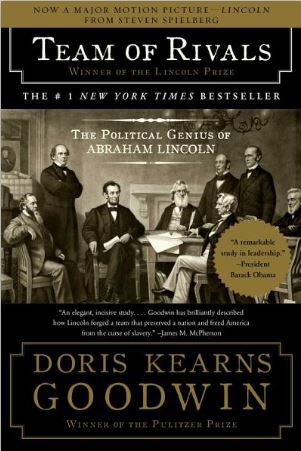 NOW A MAJOR MOTION PICTURE—LINCOLN
FROM STEVEN SPIELBERG
TEAM OF RIVALS
WINNER OF THE LINCOLN PRIZE
THE #1 NEW YORK TIMES BESTSELLER
THE POLITICAL GENIUS OF
ABRAHAM LINCOLN
"A remarkable
study in leadership."
—President
Barack Obama
"An elegant, incisive study. . . . Goodwin has brilliantly described
how Lincoln forged a team that preserved a nation and freed America
from the curse of slavery." —James M. McPherson
DORIS KEARNS
GOODWIN
WINNER OF THE PULITZER PRIZE